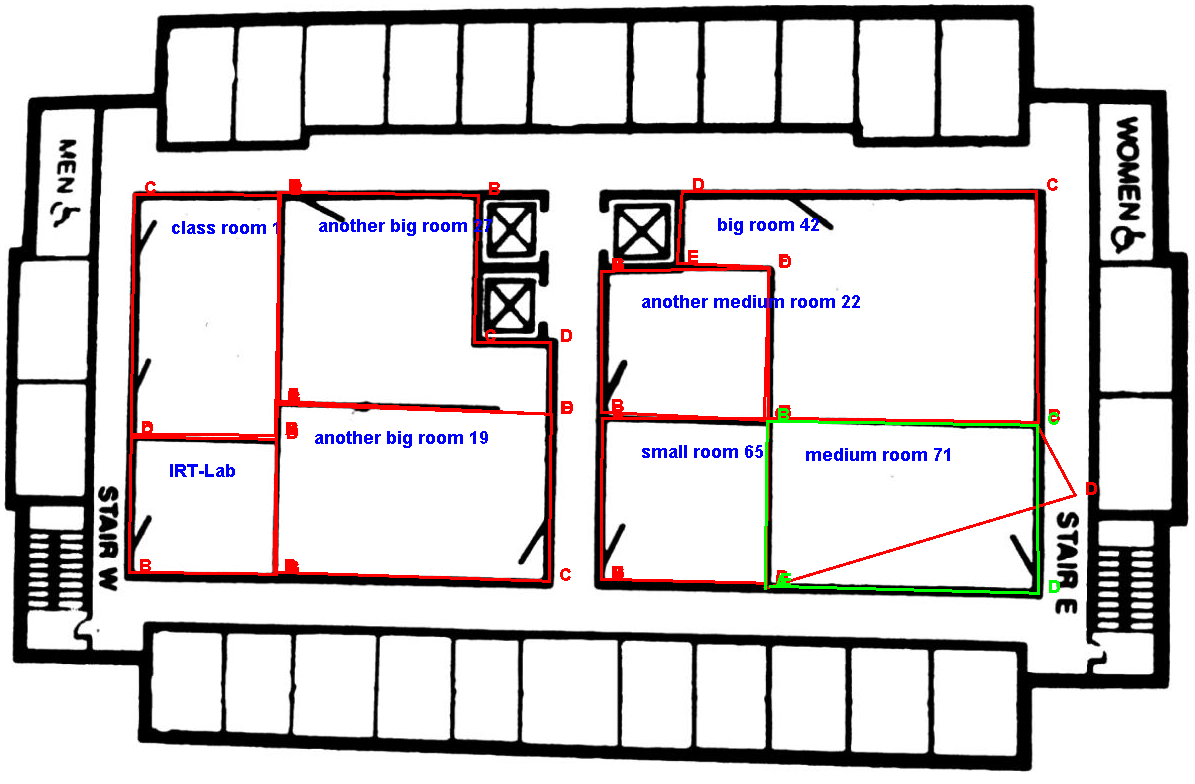 MEN
WOMEN
C
B
D
C
class room 1
another big room 27
big room 42
E
D
B
another medium room 22
C
D
D
B
B
C
D
B
another big room 19
small room 65
medium room 71
IRT-Lab
D
STAIR W
STAIR E
B
C
D